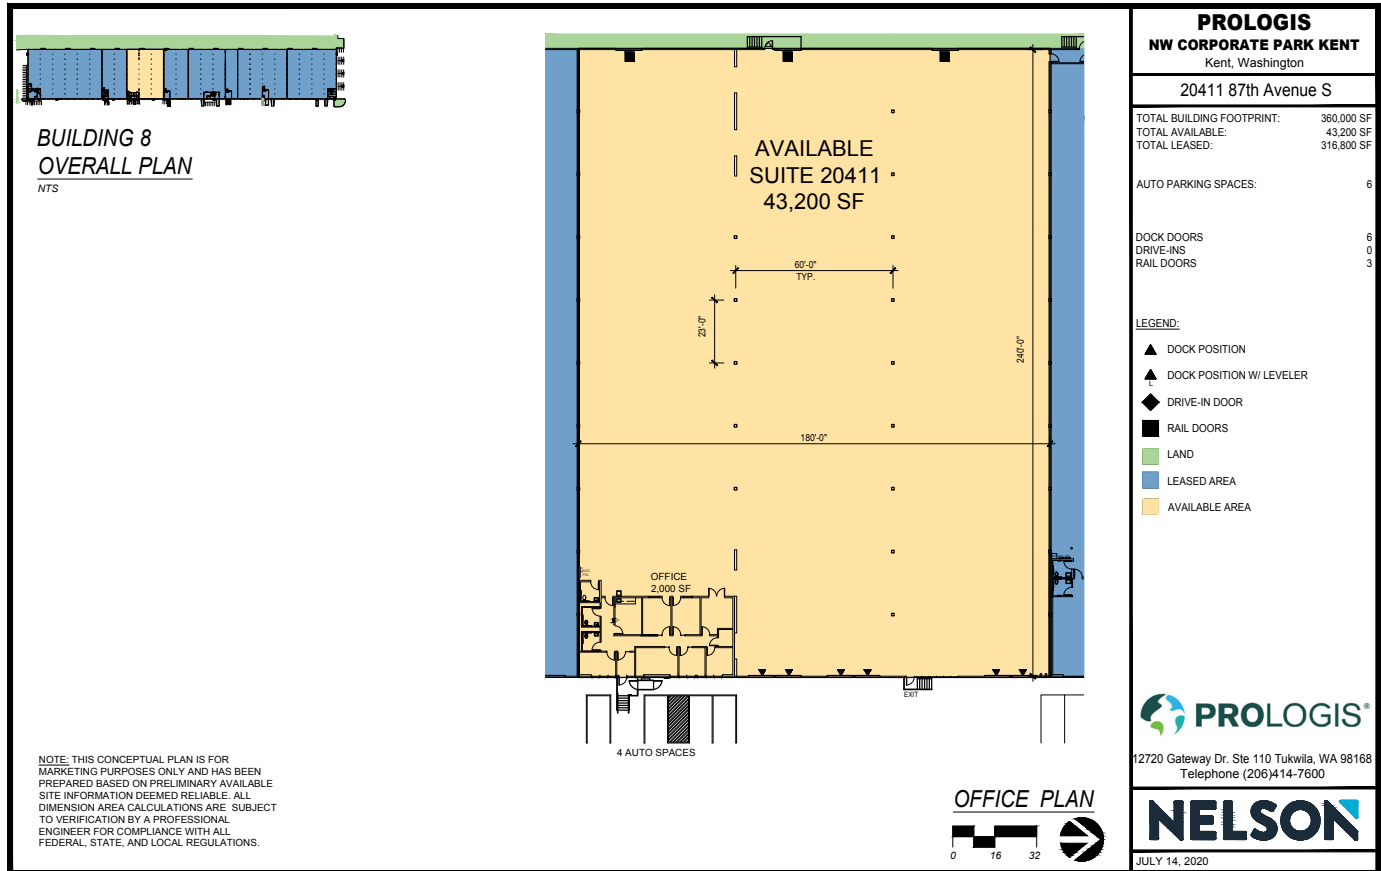 BUILDING 8
OVERALL PLAN
NTS
AVAILABLE
SUITE 20411
43,200 SF
60'-0"
TYP.
23'-0"
240'-0"
180'-0"
OFFICE
2,000 SF
EXIT
4 AUTO SPACES
NOTE: THIS CONCEPTUAL PLAN IS FOR
MARKETING PURPOSES ONLY AND HAS BEEN
PREPARED BASED ON PRELIMINARY AVAILABLE
SITE INFORMATION DEEMED RELIABLE. ALL
DIMENSION AREA CALCULATIONS ARE SUBJECT
TO VERIFICATION BY A PROFESSIONAL
ENGINEER FOR COMPLIANCE WITH ALL
FEDERAL, STATE, AND LOCAL REGULATIONS.
OFFICE PLAN
0 16 32
PROLOGIS
NW CORPORATE PARK KENT
Kent, Washington
20411 87th Avenue S
TOTAL BUILDING FOOTPRINT: 360,000 SF
TOTAL AVAILABLE: 43,200 SF
TOTAL LEASED: 316,800 SF
AUTO PARKING SPACES: 6
DOCK DOORS 6
DRIVE-INS 0
RAIL DOORS 3
LEGEND:
DOCK POSITION
L DOCK POSITION W/ LEVELER
DRIVE-IN DOOR
RAIL DOORS
LAND
LEASED AREA
AVAILABLE AREA
PROLOGIS®
12720 Gateway Dr. Ste 110 Tukwila, WA 98168
Telephone (206)414-7600
NELSON
JULY 14, 2020